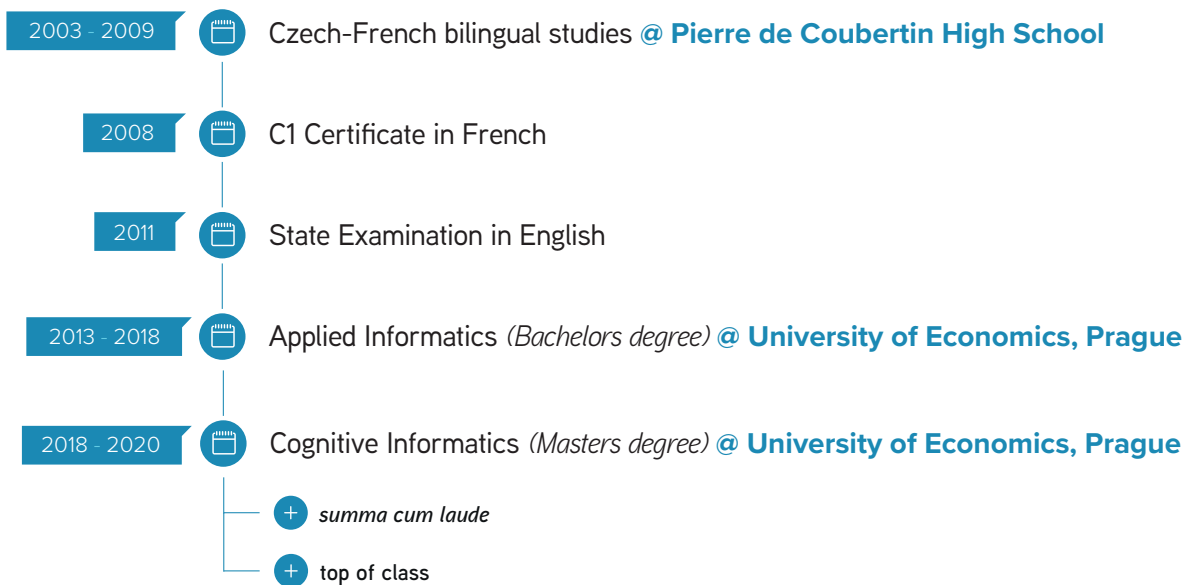 2003 - 2009 Czech-French bilingual studies @ Pierre de Coubertin High School
2008 C1 Certificate in French
2011 State Examination in English
2013 - 2018 Applied Informatics (Bachelors degree) @ University of Economics, Prague
2018 - 2020 Cognitive Informatics (Masters degree) @ University of Economics, Prague
summa cum laude
top of class